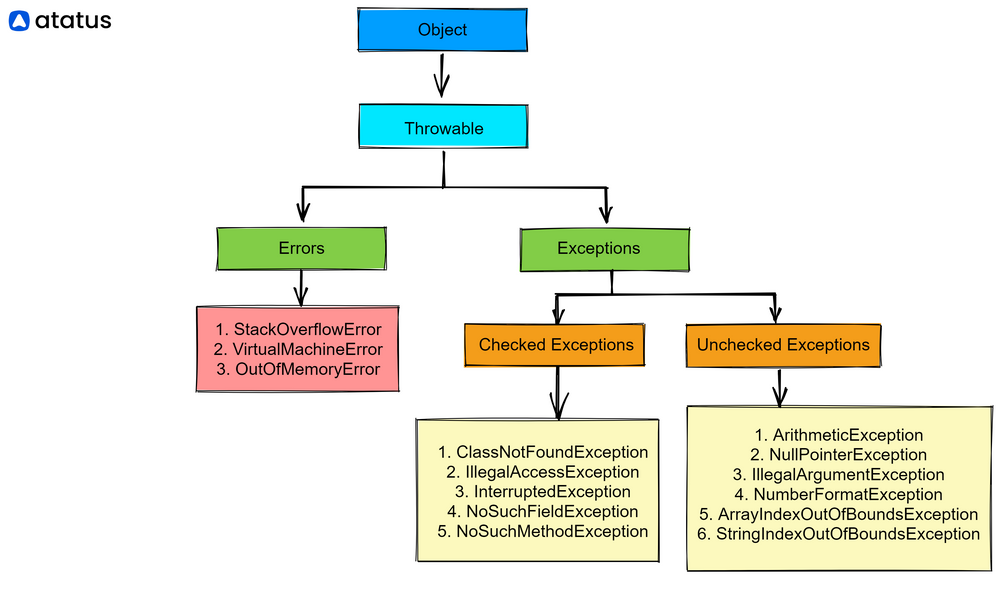 atatus
Object
Throwable
Errors
Exceptions
1. StackOverflowError
2. VirtualMachineError
3. OutOfMemoryError
Checked Exceptions
Unchecked Exceptions
1. ClassNotFoundException
2. IllegalAccessException
3. InterruptedException
4. NoSuchFieldException
5. NoSuchMethodException
1. ArithmeticException
2. NullPointerException
3. IllegalArgumentException
4. NumberFormatException
5. ArrayIndexOutOfBoundsException
6. StringIndexOutOfBoundsException